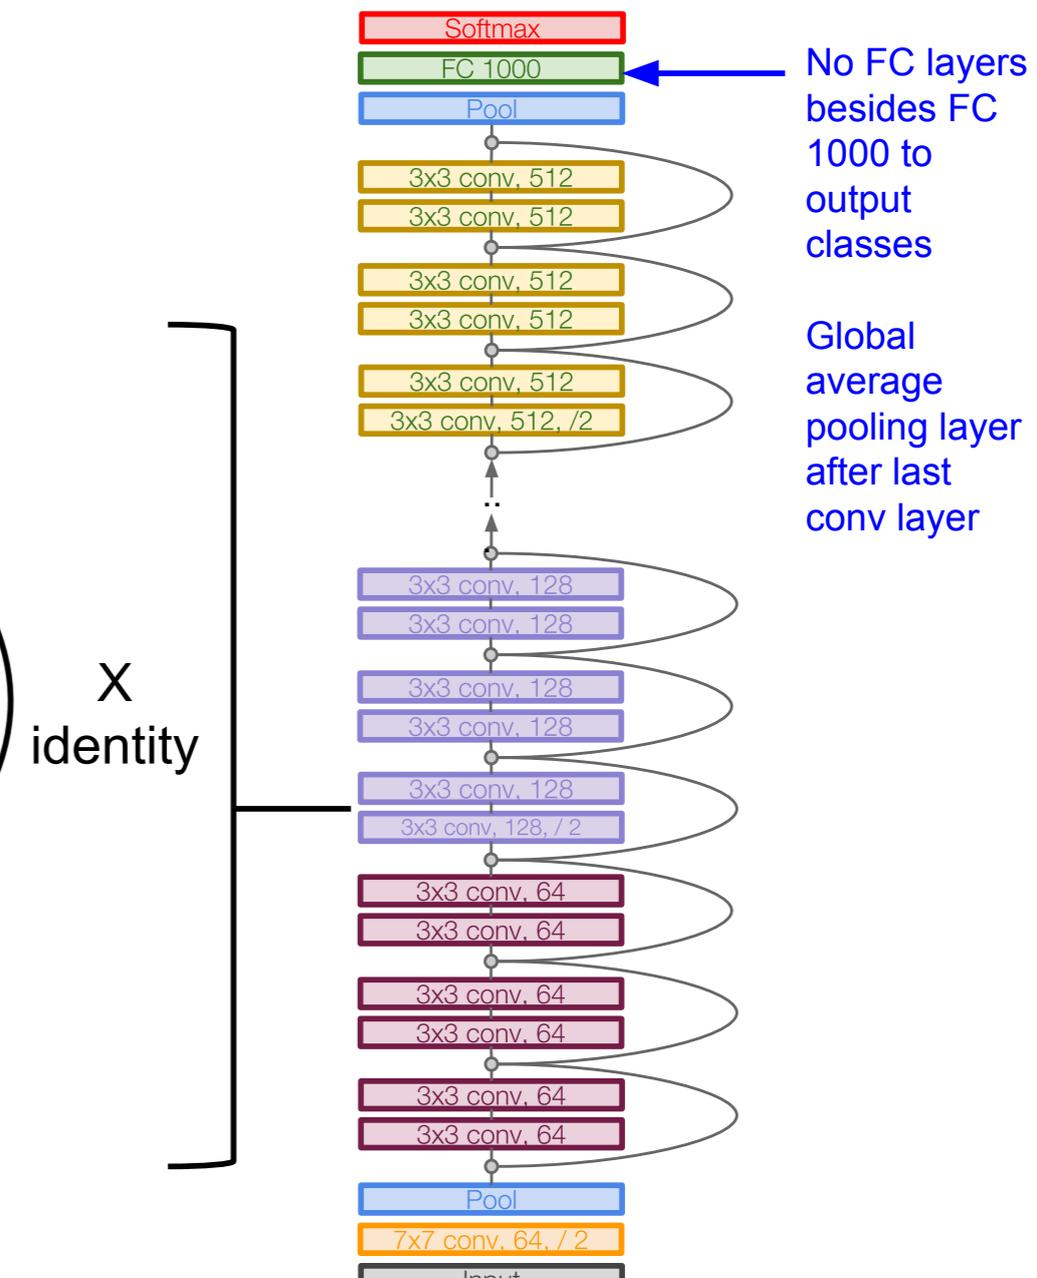 Softmax
FC 1000
Pool
3x3 conv, 512
3x3 conv, 512
3x3 conv, 512
3x3 conv, 512
3x3 conv, 512
3x3 conv, 512, /2
..
3x3 conv, 128
3x3 conv, 128
3x3 conv, 128
3x3 conv, 128
3x3 conv, 128
3x3 conv, 128, / 2
3x3 conv, 64
3x3 conv, 64
3x3 conv, 64
3x3 conv, 64
3x3 conv, 64
3x3 conv, 64
Pool
7x7 conv, 64, / 2
Input
No FC layers
besides FC
1000 to
output
classes
Global
average
pooling layer
after last
conv layer
X
identity